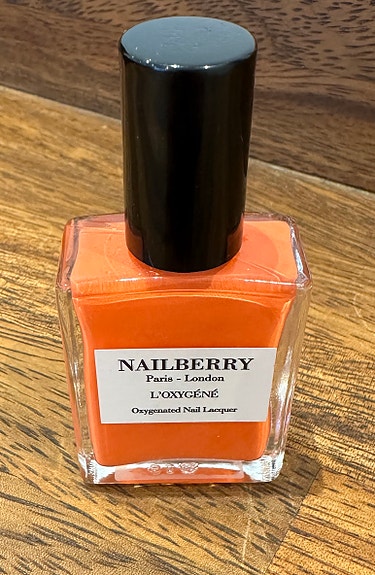 NAILBERRY
Paris - London
L'OXYGÉNÉ
Oxygenated Nail Lacquer